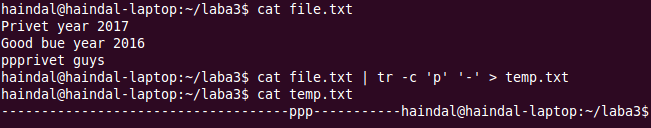 haindal@haindal-laptop:~/laba3$ cat file.txt
Privet year 2017
Good bue year 2016
ppprivet guys
haindal@haindal-laptop:~/laba3$ cat file.txt | tr -c 'p' '-' > temp.txt
haindal@haindal-laptop:~/laba3$ cat temp.txt
------------------------------------ppp-----------haindal@haindal-laptop:~/laba3$